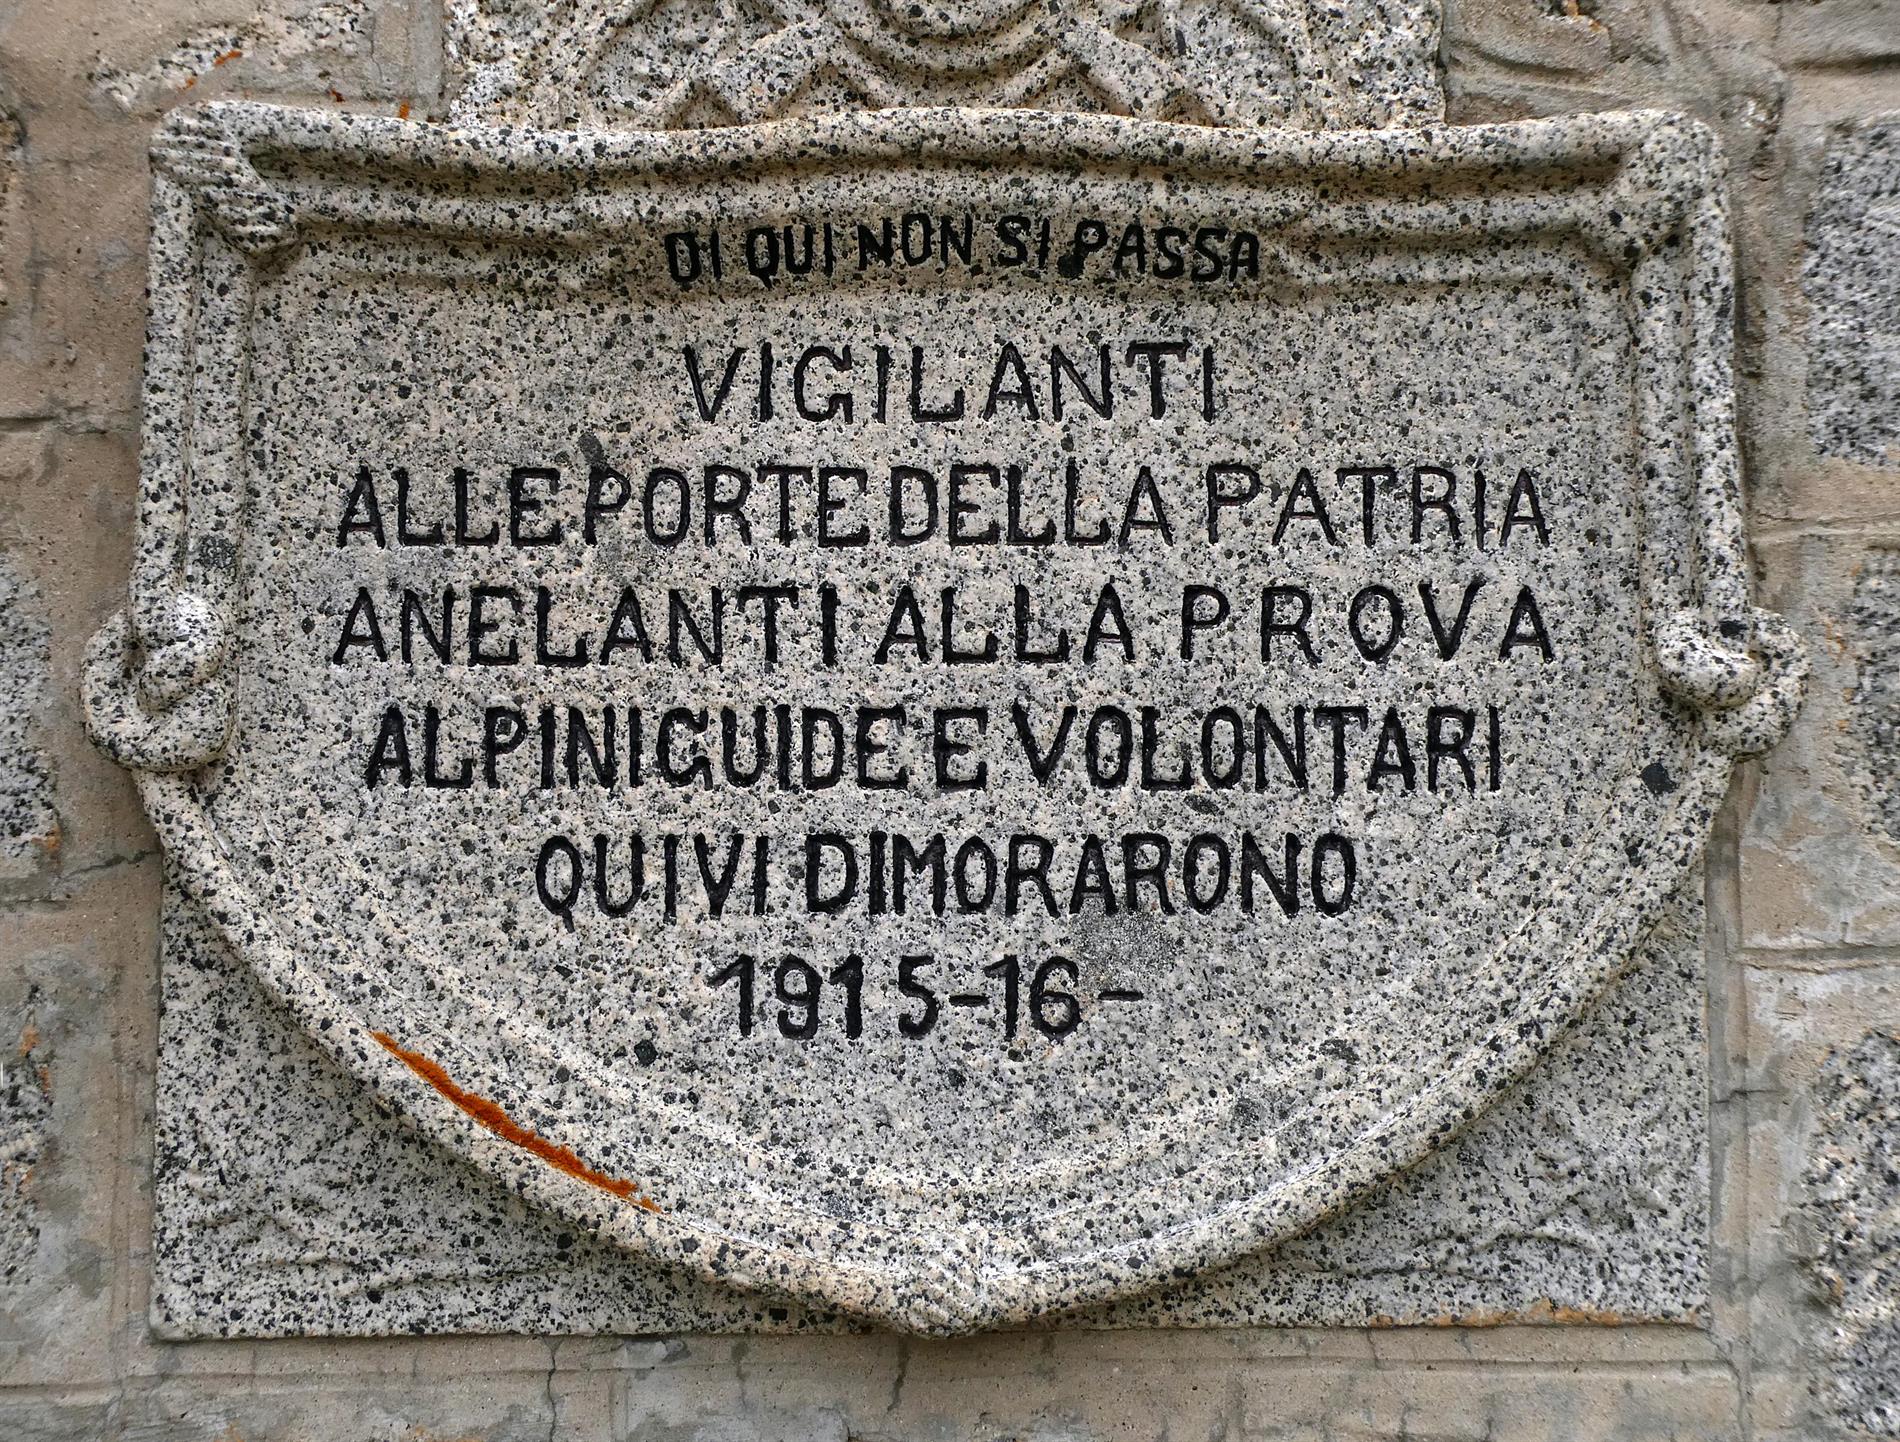 DI QUI NON SI PASSA
VIGILANTI
ALLE PORTE DELLA PATRIA
ANELANTI ALLA PROVA
ALPINI GUIDE E VOLONTARI
QUIVI DIMORARONO
1915-16-